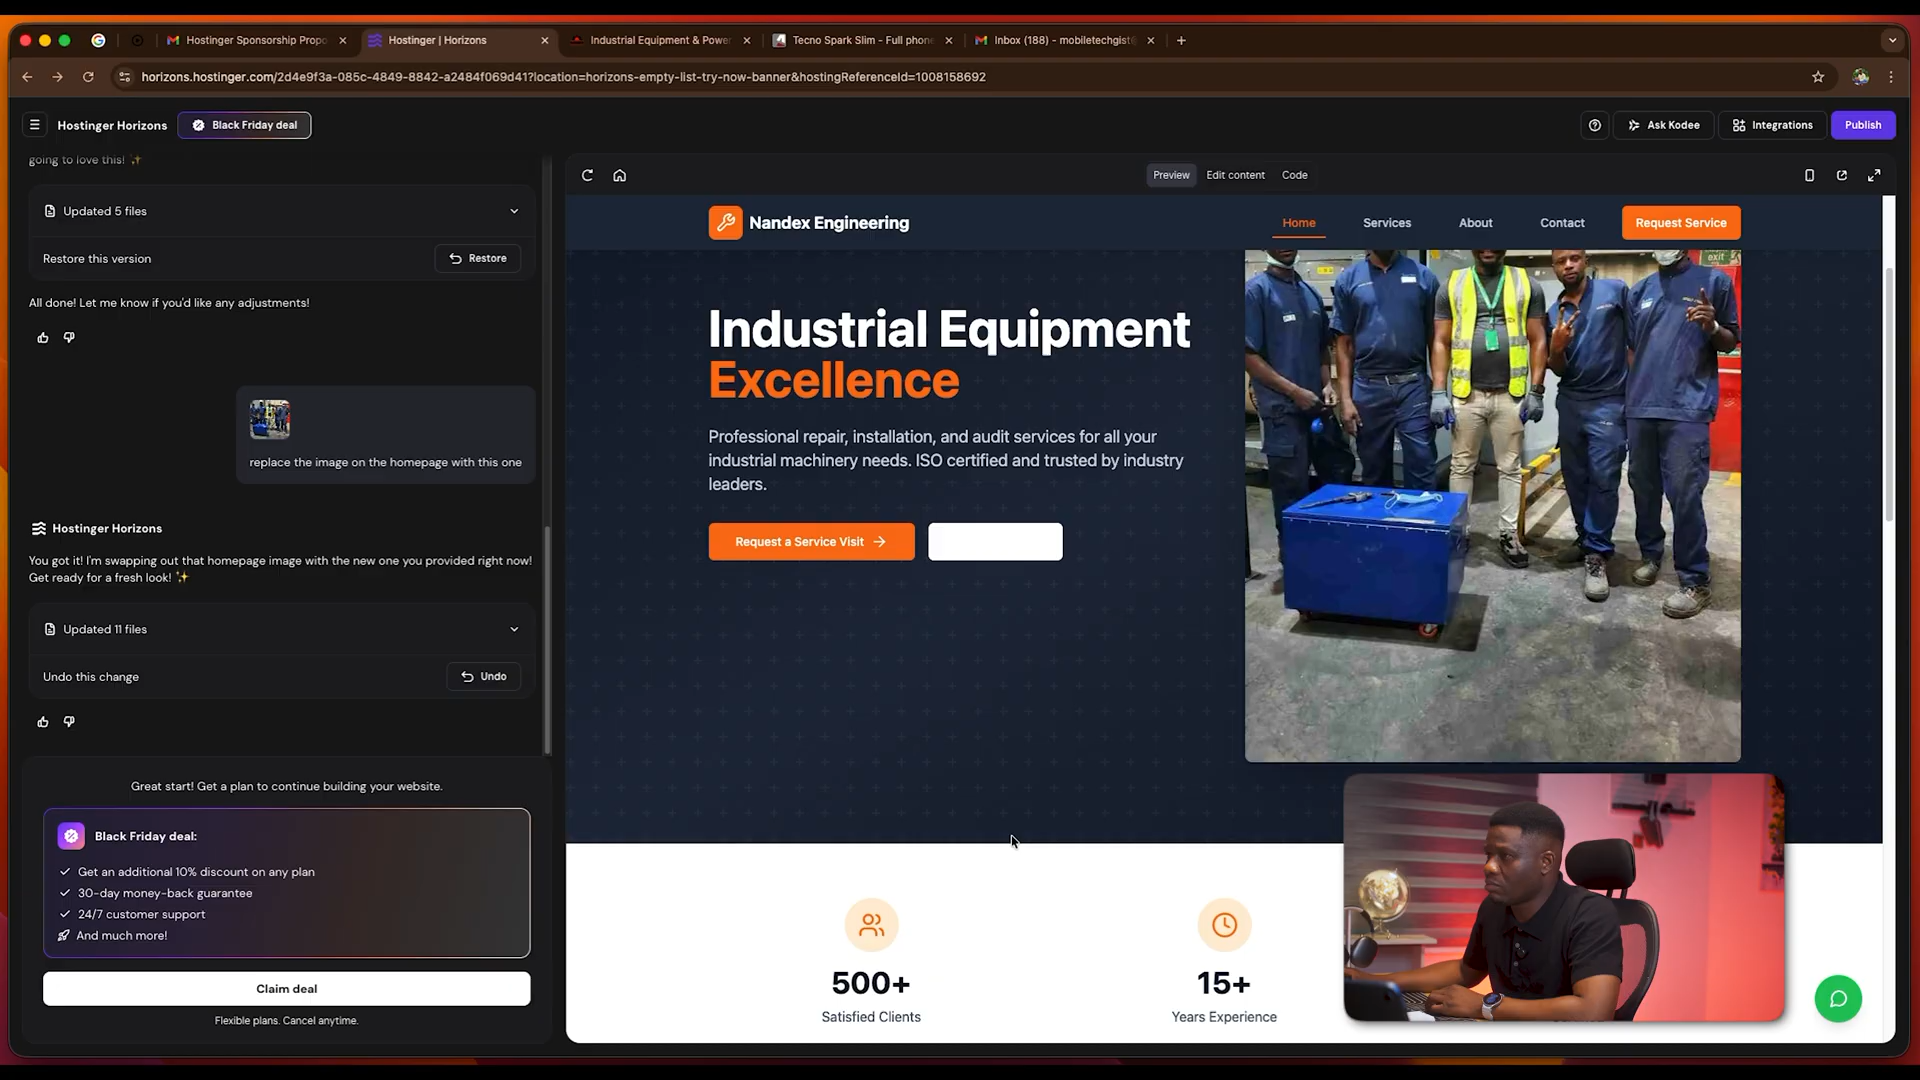 Hostinger Sponsorship Propo
Hostinger | Horizons
Industrial Equipment & Power
Tecno Spark Slim - Full phone
Inbox (188) - mobiletechgist@
horizons.hostinger.com/2d4e9f3a-085c-4849-8842-a2484f069d41?location=horizons-empty-list-try-now-banner&hostingReferenceId=1008158692
Hostinger Horizons
Black Friday deal
Ask Kodee
Integrations
Publish
going to love this! ✨
Updated 5 files
Restore this version
Restore
All done! Let me know if you'd like any adjustments!
replace the image on the homepage with this one
Hostinger Horizons
You got it! I'm swapping out that homepage image with the new one you provided right now!
Get ready for a fresh look! ✨
Updated 11 files
Undo this change
Undo
Great start! Get a plan to continue building your website.
Black Friday deal:
Get an additional 10% discount on any plan
30-day money-back guarantee
24/7 customer support
And much more!
Claim deal
Flexible plans. Cancel anytime.
Preview
Edit content
Code
Nandex Engineering
Home
Services
About
Contact
Request Service
exit
Industrial Equipment
Excellence
Professional repair, installation, and audit services for all your
industrial machinery needs. ISO certified and trusted by industry
leaders.
Request a Service Visit
500+
Satisfied Clients
15+
Years Experience